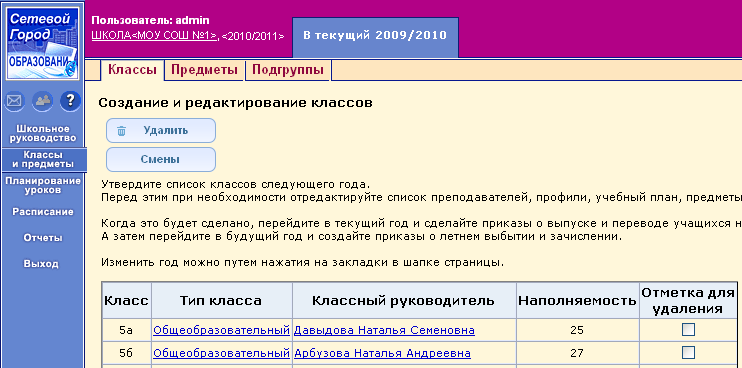 Сетевой
Город
ОБРАЗОВАНИ
Пользователь: admin
ШКОЛА<МОУ СОШ №1>, <2010/2011>
В текущий 2009/2010
Классы
Предметы
Подгруппы
?
Школьное
руководство
Классы
и предметы
Планирование
уроков
Расписание
Отчеты
Выход
Создание и редактирование классов
Удалить
Смены
Утвердите список классов следующего года.
Перед этим при необходимости отредактируйте список преподавателей, профили, учебный план, предметы
Когда это будет сделано, перейдите в текущий год и сделайте приказы о выпуске и переводе учащихся н
А затем перейдите в будущий год и создайте приказы о летнем выбытии и зачислении.
Изменить год можно путем нажатия на закладки в шапке страницы.
Класс Тип класса Классный руководитель Наполняемость Отметка для удаления
5а Общеобразовательный Давыдова Наталья Семеновна 25
5б Общеобразовательный Арбузова Наталья Андреевна 27